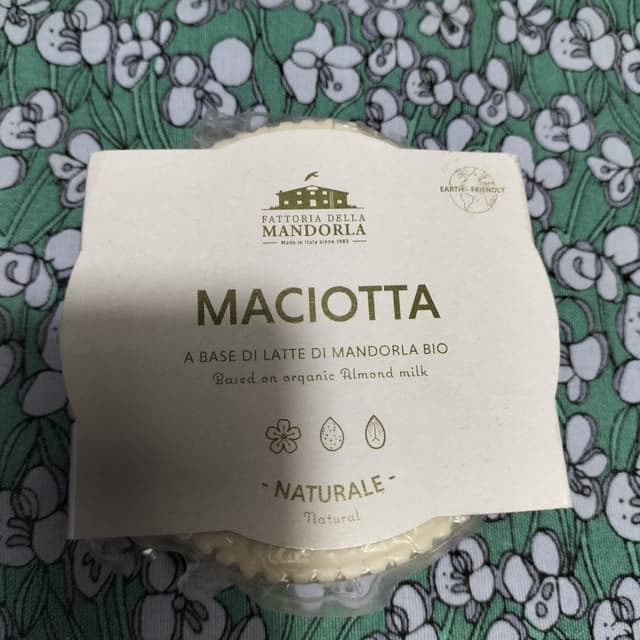 FATTORIA DELLA
MANDORLA
Made in Italy since 1982
EARTH FRIENDLY
MACIOTTA
A BASE DI LATTE DI MANDORLA BIO
Based on organic Almond milk
- NATURALE -
Natural